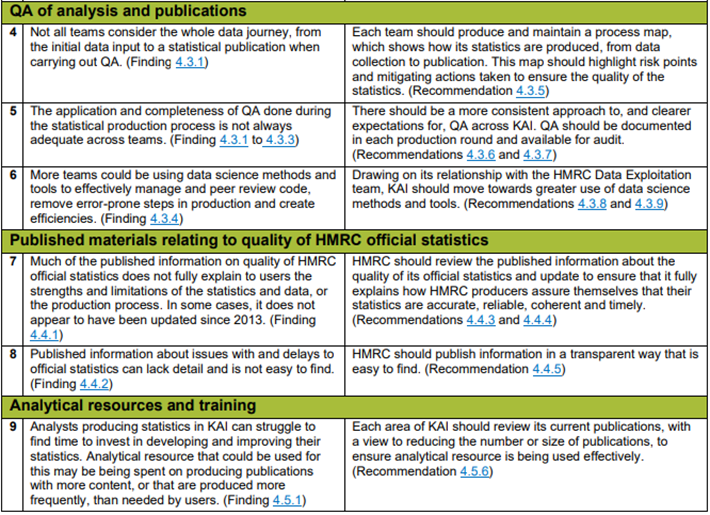 QA of analysis and publications
4
Not all teams consider the whole data journey, from
the initial data input to a statistical publication when
carrying out QA. (Finding 4.3.1)
Each team should produce and maintain a process map,
which shows how its statistics are produced, from data
collection to publication. This map should highlight risk points
and mitigating actions taken to ensure the quality of the
statistics. (Recommendation 4.3.5)
5
The application and completeness of QA done during
the statistical production process is not always
adequate across teams. (Finding 4.3.1 to 4.3.3)
There should be a more consistent approach to, and clearer
expectations for, QA across KAI. QA should be documented
in each production round and available for audit.
(Recommendations 4.3.6 and 4.3.7)
6
More teams could be using data science methods and
tools to effectively manage and peer review code,
remove error-prone steps in production and create
efficiencies. (Finding 4.3.4)
Drawing on its relationship with the HMRC Data Exploitation
team, KAI should move towards greater use of data science
methods and tools. (Recommendations 4.3.8 and 4.3.9)
Published materials relating to quality of HMRC official statistics
7
Much of the published information on quality of HMRC
official statistics does not fully explain to users the
strengths and limitations of the statistics and data, or
the production process. In some cases, it does not
appear to have been updated since 2013. (Finding
4.4.1)
HMRC should review the published information about the
quality of its official statistics and update to ensure that it fully
explains how HMRC producers assure themselves that their
statistics are accurate, reliable, coherent and timely.
(Recommendations 4.4.3 and 4.4.4)
8
Published information about issues with and delays to
official statistics can lack detail and is not easy to find.
(Finding 4.4.2)
HMRC should publish information in a transparent way that is
easy to find. (Recommendation 4.4.5)
Analytical resources and training
9
Analysts producing statistics in KAI can struggle to
find time to invest in developing and improving their
statistics. Analytical resource that could be used for
this may be being spent on producing publications
with more content, or that are produced more
frequently, than needed by users. (Finding 4.5.1)
Each area of KAI should review its current publications, with
a view to reducing the number or size of publications, to
ensure analytical resource is being used effectively.
(Recommendation 4.5.6)